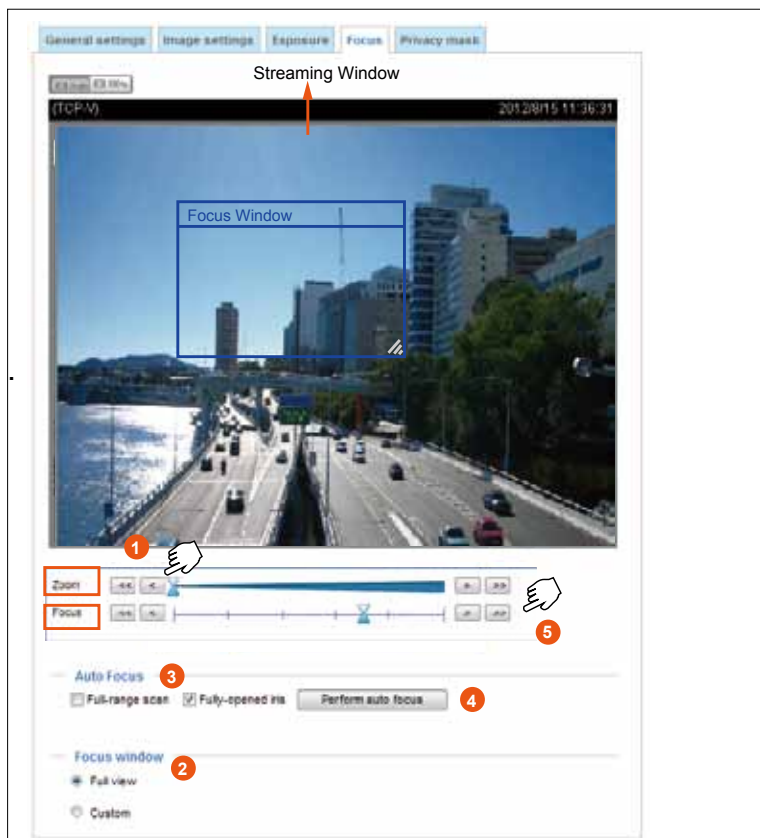 General settings Image settings Exposure Focus Privacy mask
Streaming Window
(TCP-V) 2012/8/15 11:36:31
Focus Window
1
Zoom << < > >>
Focus << < > >>
5
Auto Focus 3
Full-range scan Fully-opened iris Perform auto focus 4
Focus window 2
Full view
Custom